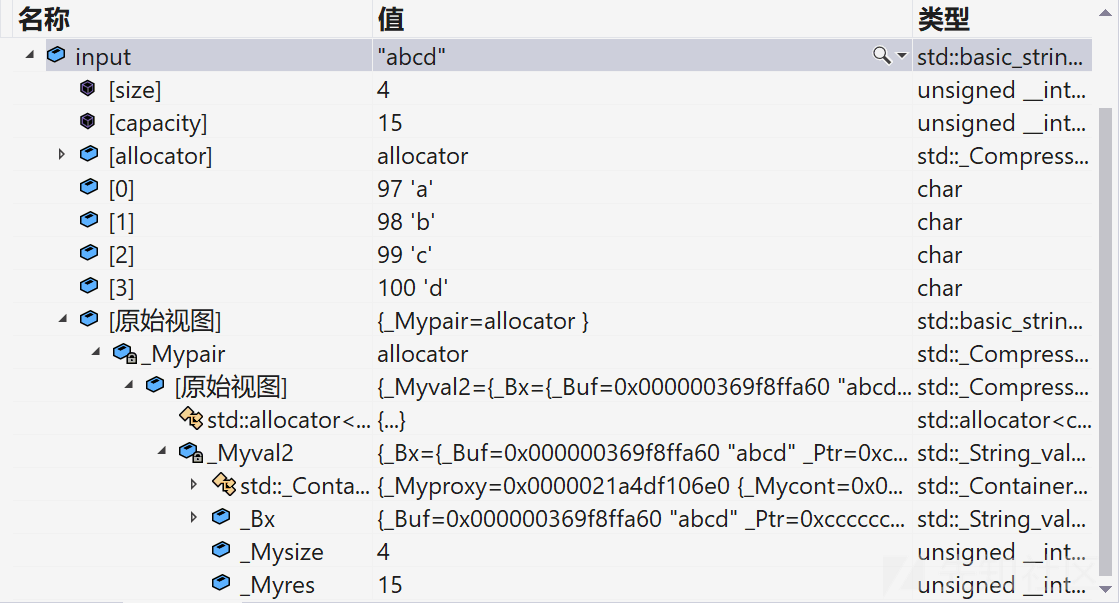 名称 值 类型
input "abcd" std::basic_strin...
[size] 4 unsigned __int...
[capacity] 15 unsigned __int...
[allocator] allocator std::_Compress...
[0] 97 'a' char
[1] 98 'b' char
[2] 99 'c' char
[3] 100 'd' char
[原始视图] {_Mypair=allocator } std::basic_strin...
_Mypair allocator std::_Compress...
[原始视图] {_Myval2={_Bx={_Buf=0x000000369f8ffa60 "abcd... std::_Compress...
std::allocator<... {...} std::allocator<c...
_Myval2 {_Bx={_Buf=0x000000369f8ffa60 "abcd" _Ptr=0xc... std::_String_val...
std::_Conta... {_Myproxy=0x0000021a4df106e0 {_Mycont=0x0... std::_Container...
_Bx {_Buf=0x000000369f8ffa60 "abcd" _Ptr=0xcccccc... std::_String_val...
_Mysize 4 unsigned __int...
_Myres 15 unsigned __int...